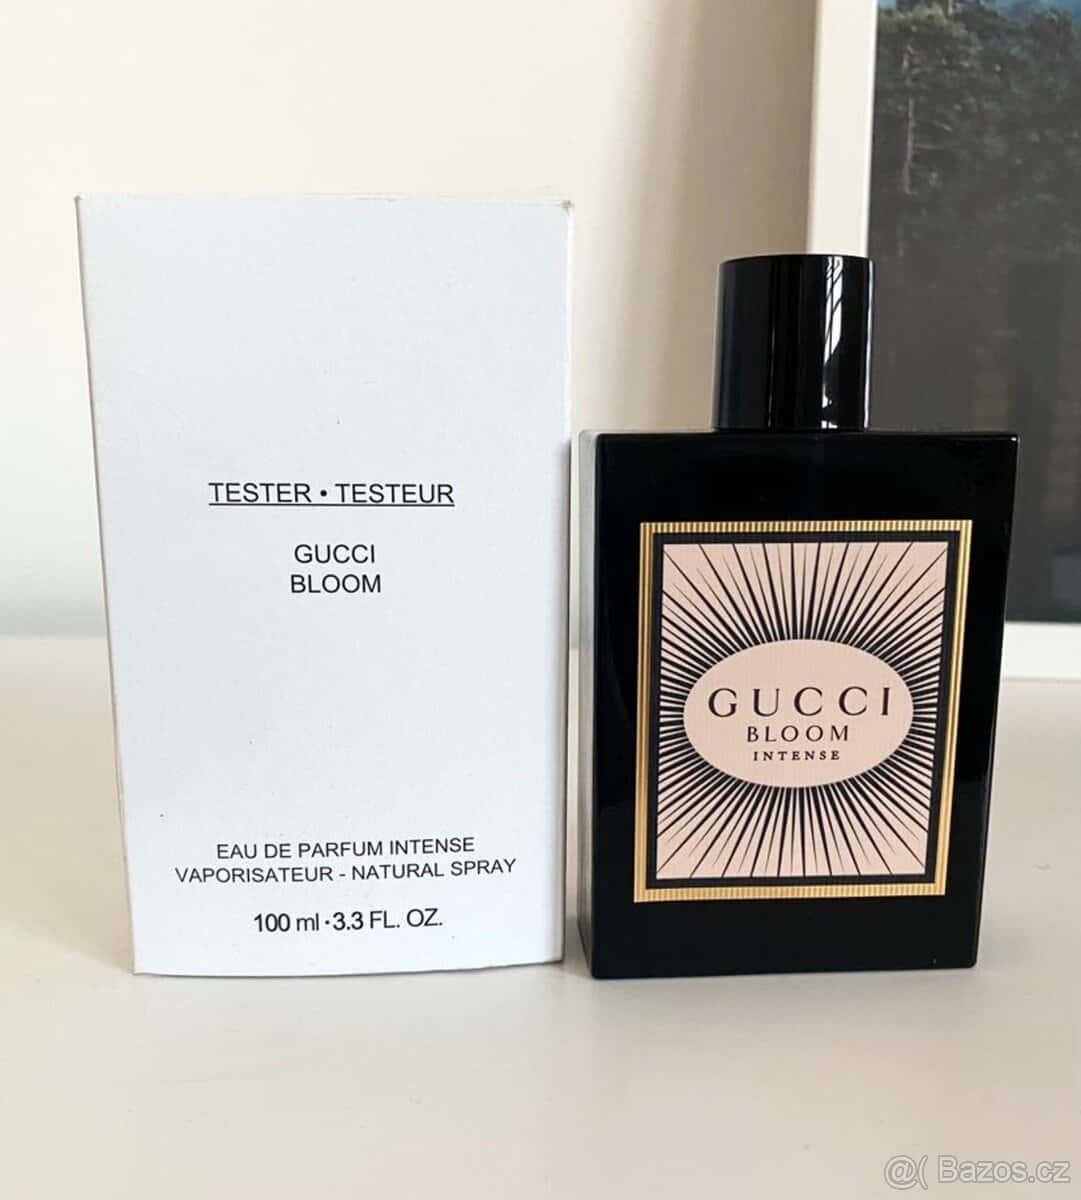 TESTER • TESTEUR
GUCCI
BLOOM
EAU DE PARFUM INTENSE
VAPORISATEUR - NATURAL SPRAY
100 ml • 3.3 FL. OZ.
GUCCI
BLOOM
INTENSE
@( Bazos.cz